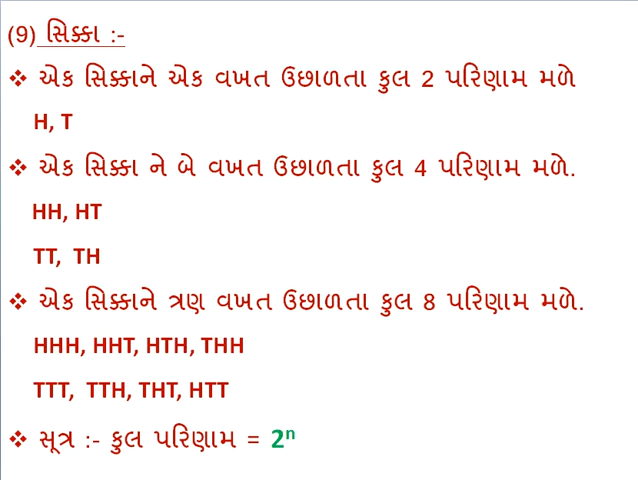 (9) સિક્કા :-
❖ એક સિક્કાને એક વખત ઉછાળતા કુલ 2 પરિણામ મળે
H, T
❖ એક સિક્કા ને બે વખત ઉછાળતા કુલ 4 પરિણામ મળે.
HH, HT
TT, TH
❖ એક સિક્કાને ત્રણ વખત ઉછાળતા કુલ 8 પરિણામ મળે.
HHH, HHT, HTH, THH
TTT, TTH, THT, HTT
❖ સૂત્ર :- કુલ પરિણામ = 2ⁿ